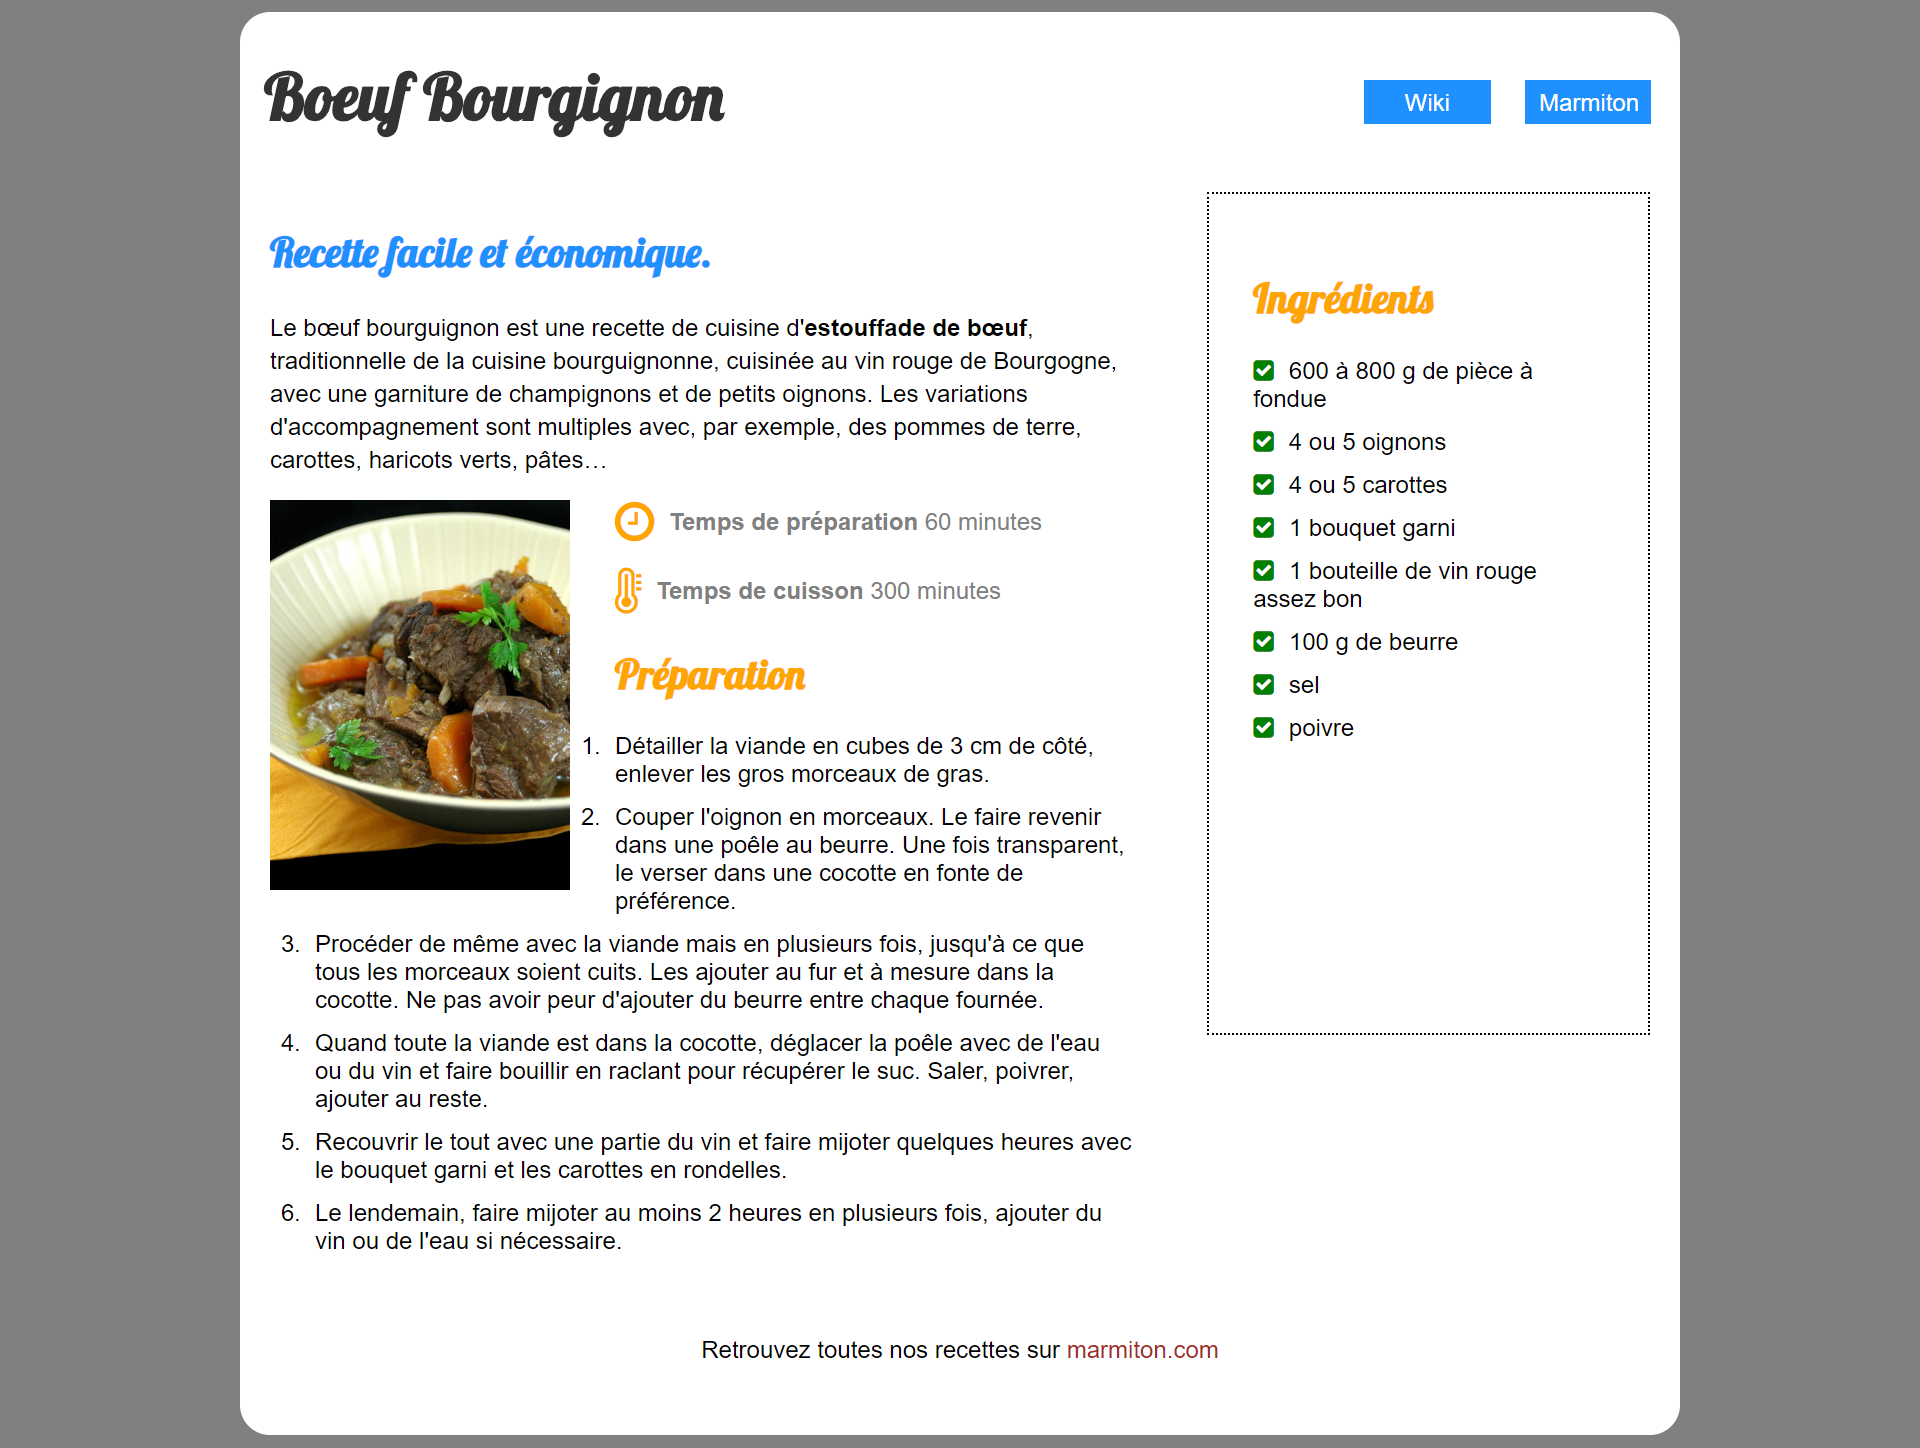 Boeuf Bourgignon
Wiki
Marmiton
Recette facile et économique.
Le bœuf bourguignon est une recette de cuisine d'estouffade de bœuf,
traditionnelle de la cuisine bourguignonne, cuisinée au vin rouge de Bourgogne,
avec une garniture de champignons et de petits oignons. Les variations
d'accompagnement sont multiples avec, par exemple, des pommes de terre,
carottes, haricots verts, pâtes…
Temps de préparation 60 minutes
Temps de cuisson 300 minutes
Préparation
1. Détailler la viande en cubes de 3 cm de côté,
enlever les gros morceaux de gras.
2. Couper l'oignon en morceaux. Le faire revenir
dans une poêle au beurre. Une fois transparent,
le verser dans une cocotte en fonte de
préférence.
3. Procéder de même avec la viande mais en plusieurs fois, jusqu'à ce que
tous les morceaux soient cuits. Les ajouter au fur et à mesure dans la
cocotte. Ne pas avoir peur d'ajouter du beurre entre chaque fournée.
4. Quand toute la viande est dans la cocotte, déglacer la poêle avec de l'eau
ou du vin et faire bouillir en raclant pour récupérer le suc. Saler, poivrer,
ajouter au reste.
5. Recouvrir le tout avec une partie du vin et faire mijoter quelques heures avec
le bouquet garni et les carottes en rondelles.
6. Le lendemain, faire mijoter au moins 2 heures en plusieurs fois, ajouter du
vin ou de l'eau si nécessaire.
Ingrédients
600 à 800 g de pièce à
fondue
4 ou 5 oignons
4 ou 5 carottes
1 bouquet garni
1 bouteille de vin rouge
assez bon
100 g de beurre
sel
poivre
Retrouvez toutes nos recettes sur marmiton.com